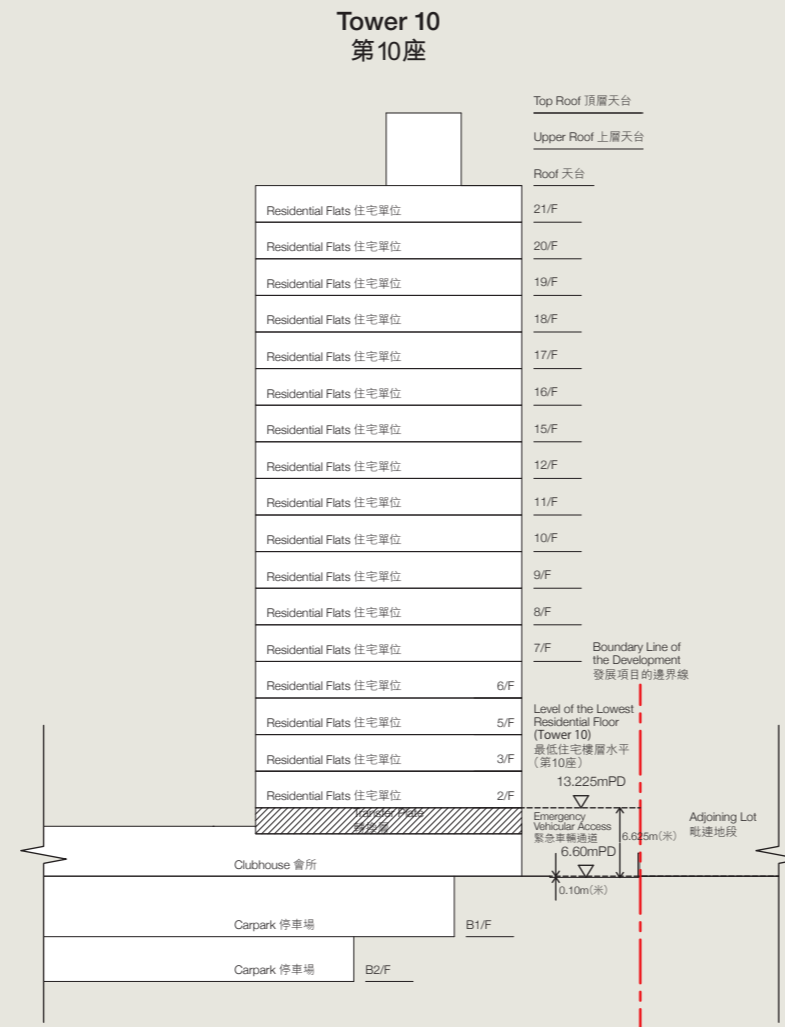 Tower 10
第10座
Top Roof 頂層天台
Upper Roof 上層天台
Roof 天台
Residential Flats 住宅單位 21/F
Residential Flats 住宅單位 20/F
Residential Flats 住宅單位 19/F
Residential Flats 住宅單位 18/F
Residential Flats 住宅單位 17/F
Residential Flats 住宅單位 16/F
Residential Flats 住宅單位 15/F
Residential Flats 住宅單位 12/F
Residential Flats 住宅單位 11/F
Residential Flats 住宅單位 10/F
Residential Flats 住宅單位 9/F
Residential Flats 住宅單位 8/F
Residential Flats 住宅單位 7/F
Boundary Line of
the Development
發展項目的邊界線
Residential Flats 住宅單位 6/F
Residential Flats 住宅單位 5/F
Residential Flats 住宅單位 3/F
Residential Flats 住宅單位 2/F
Level of the Lowest
Residential Floor
(Tower 10)
最低住宅樓層水平
（第10座）
13.225mPD
Transfer Plate
轉換層
Emergency
Vehicular Access
緊急車輛通道
6.625m(米)
6.60mPD
0.10m(米)
Adjoining Lot
毗連地段
Clubhouse 會所
Carpark 停車場 B1/F
Carpark 停車場 B2/F